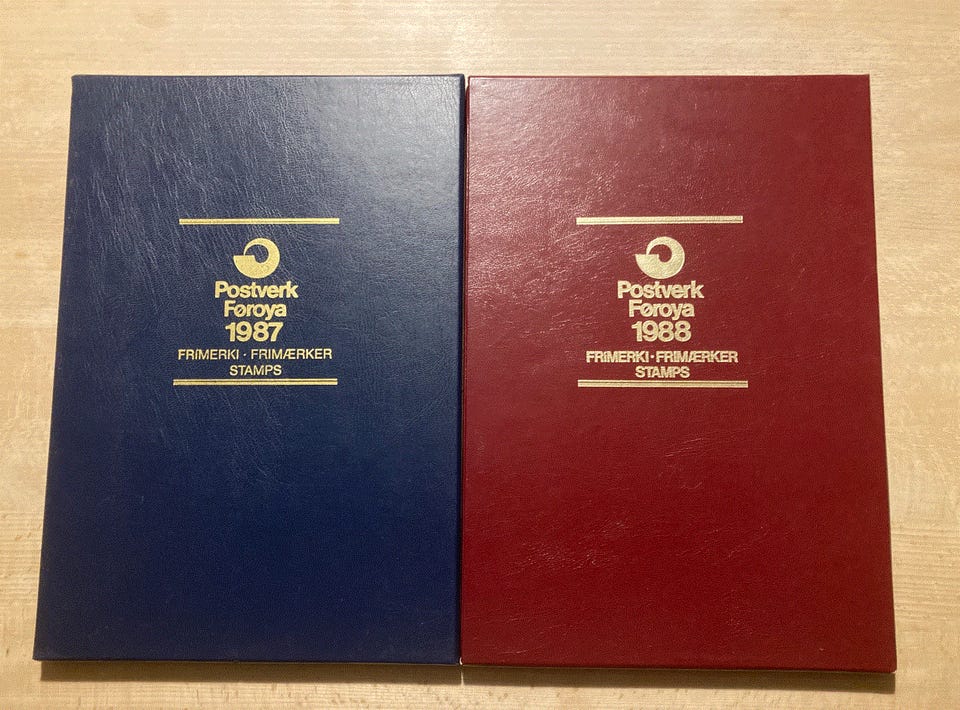 Postverk
Føroya
1987
FRÍMERKI · FRIMÆRKER
STAMPS
Postverk
Føroya
1988
FRÍMERKI · FRIMÆRKER
STAMPS